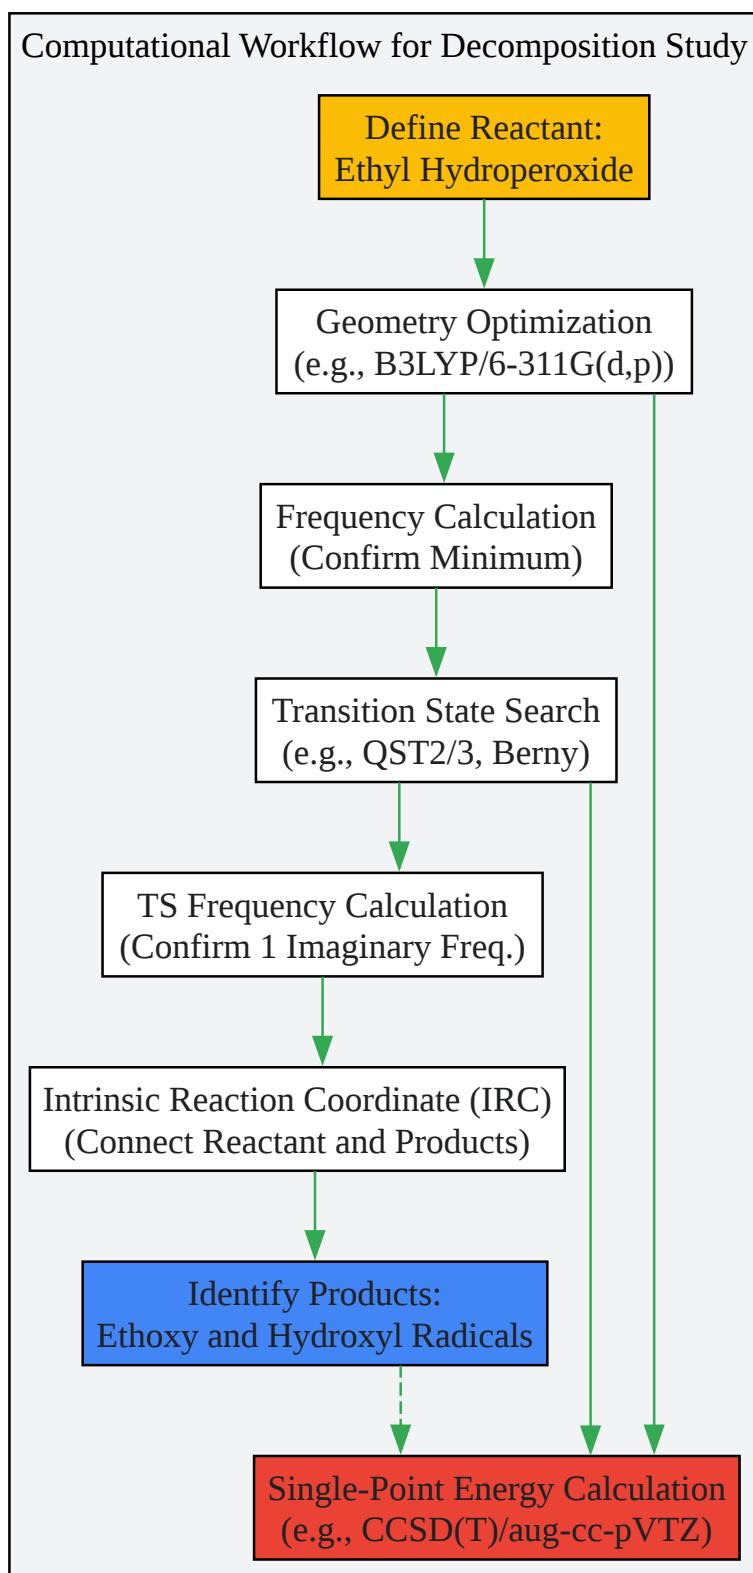 Computational Workflow for Decomposition Study
Define Reactant:
Ethyl Hydroperoxide
Geometry Optimization
(e.g., B3LYP/6-311G(d,p))
Frequency Calculation
(Confirm Minimum)
Transition State Search
(e.g., QST2/3, Berny)
TS Frequency Calculation
(Confirm 1 Imaginary Freq.)
Intrinsic Reaction Coordinate (IRC)
(Connect Reactant and Products)
Identify Products:
Ethoxy and Hydroxyl Radicals
Single-Point Energy Calculation
(e.g., CCSD(T)/aug-cc-pVTZ)